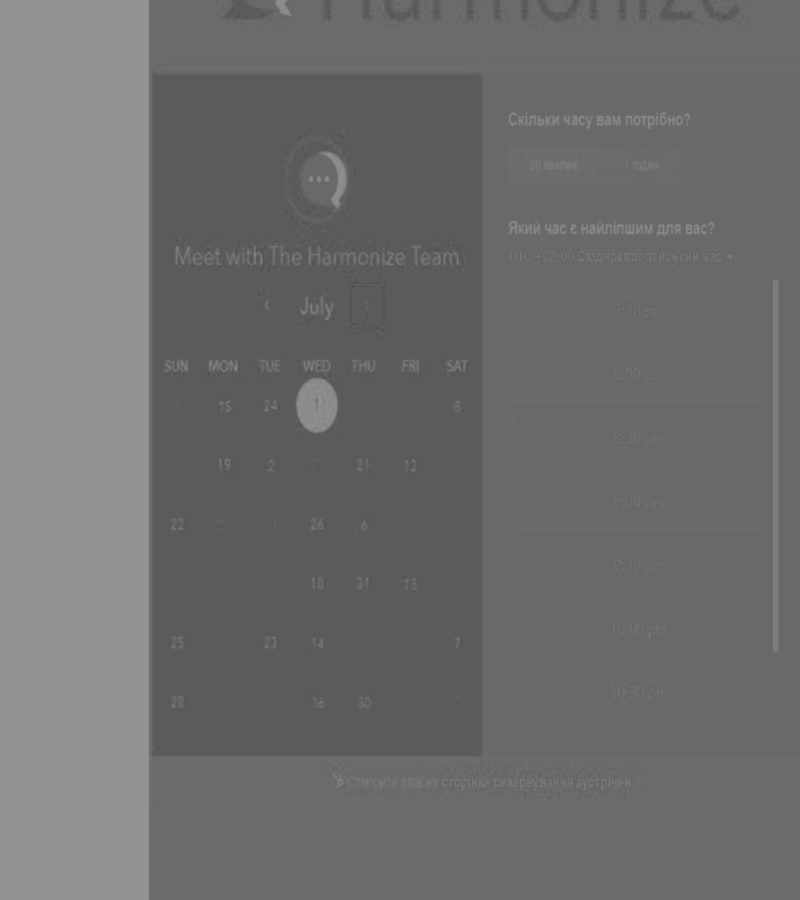 Harmonize
Скільки часу вам потрібно?
30 хвилин
1 годин
Який час є найліпшим для вас?
UTC +03:00 Східноєвропейський час
Meet with The Harmonize Team
July
SUN MON TUE WED THU FRI SAT
15 24 1 8
19 2 21 12
22 26 6
18 31 13
25 23 14 7
28 16 30
7:30 pm
8:00 pm
8:30 pm
9:00 pm
9:30 pm
10:00 pm
10:30 pm
Створити власну сторінка резервування зустрічей